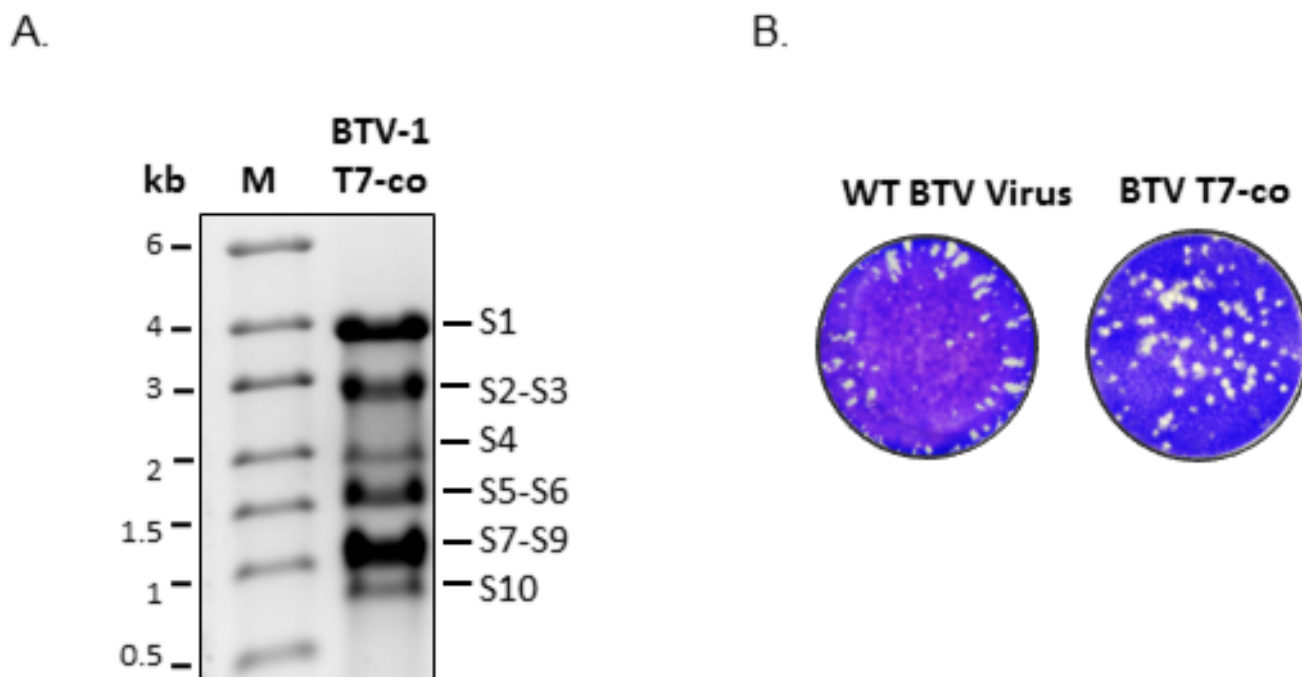 A.
B.
BTV-1
kb M T7-co
6
4
3
2
1.5
1
0.5
S1
S2-S3
S4
S5-S6
S7-S9
S10
WT BTV Virus BTV T7-co